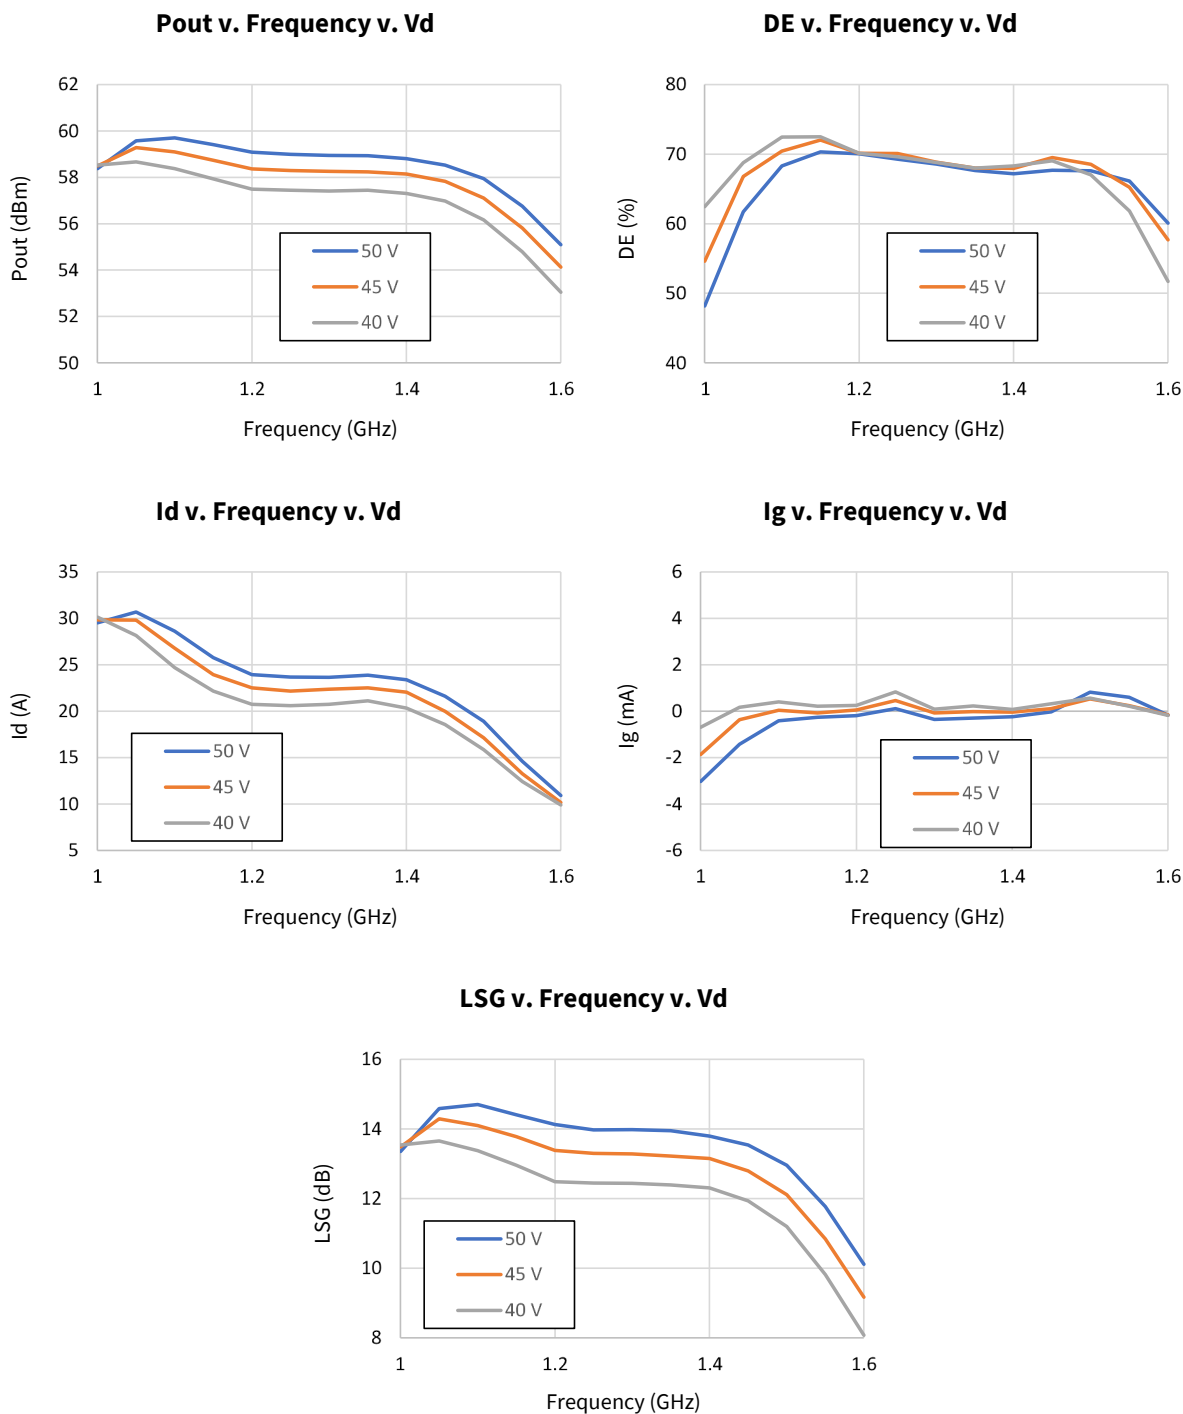 Pout v. Frequency v. Vd
62
60
58
56
54
52
50
Pout (dBm)
50 V
45 V
40 V
1
1.2
1.4
1.6
Frequency (GHz)
DE v. Frequency v. Vd
80
70
60
50
40
DE (%)
50 V
45 V
40 V
1
1.2
1.4
1.6
Frequency (GHz)
Id v. Frequency v. Vd
35
30
25
20
15
10
5
Id (A)
50 V
45 V
40 V
1
1.2
1.4
1.6
Frequency (GHz)
Ig v. Frequency v. Vd
6
4
2
0
-2
-4
-6
Ig (mA)
50 V
45 V
40 V
1
1.2
1.4
1.6
Frequency (GHz)
LSG v. Frequency v. Vd
16
14
12
10
8
LSG (dB)
50 V
45 V
40 V
1
1.2
1.4
1.6
Frequency (GHz)